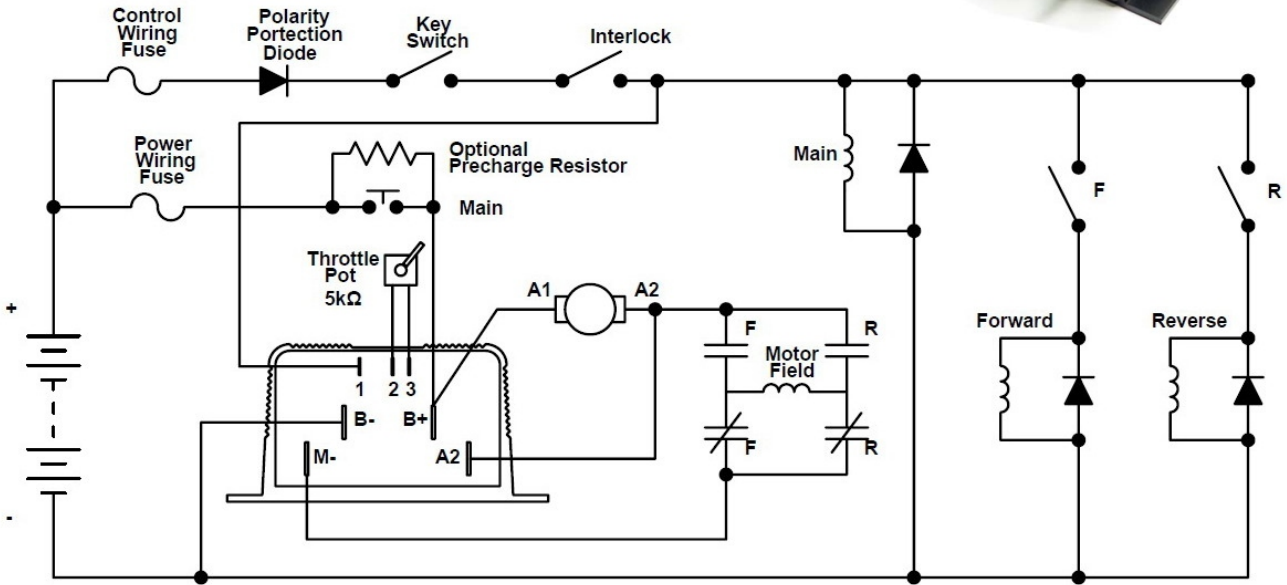 Control
Wiring
Fuse
Polarity
Portection
Diode
Key
Switch
Interlock
Power
Wiring
Fuse
Optional
Precharge Resistor
Main
Main
F
R
Throttle
Pot
5kΩ
A1
A2
+
F
R
Motor
Field
Forward
Reverse
1
2
3
B-
B+
F
R
M-
A2
-